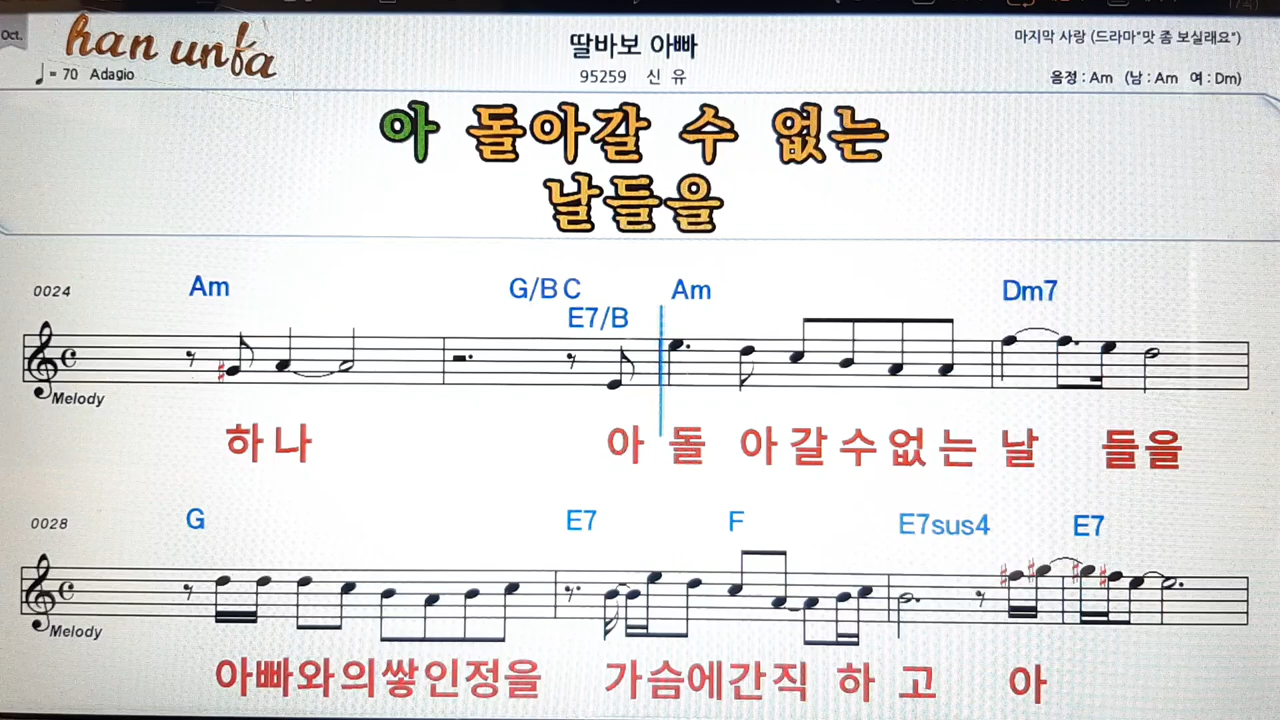 Oct.
han unfa
♩= 70 Adagio
딸바보 아빠
95259 신 유
마지막 사랑 (드라마"맛 좀 보실래요")
음정 : Am (남 : Am 여 : Dm)
아 돌아갈 수 없는
날들을
0024 Am G/B C Am Dm7
E7/B
Melody
하 나 아 돌 아 갈 수 없 는 날 들 을
0028 G E7 F E7sus4 E7
Melody
아빠와의쌓인정을 가슴에간직 하 고 아